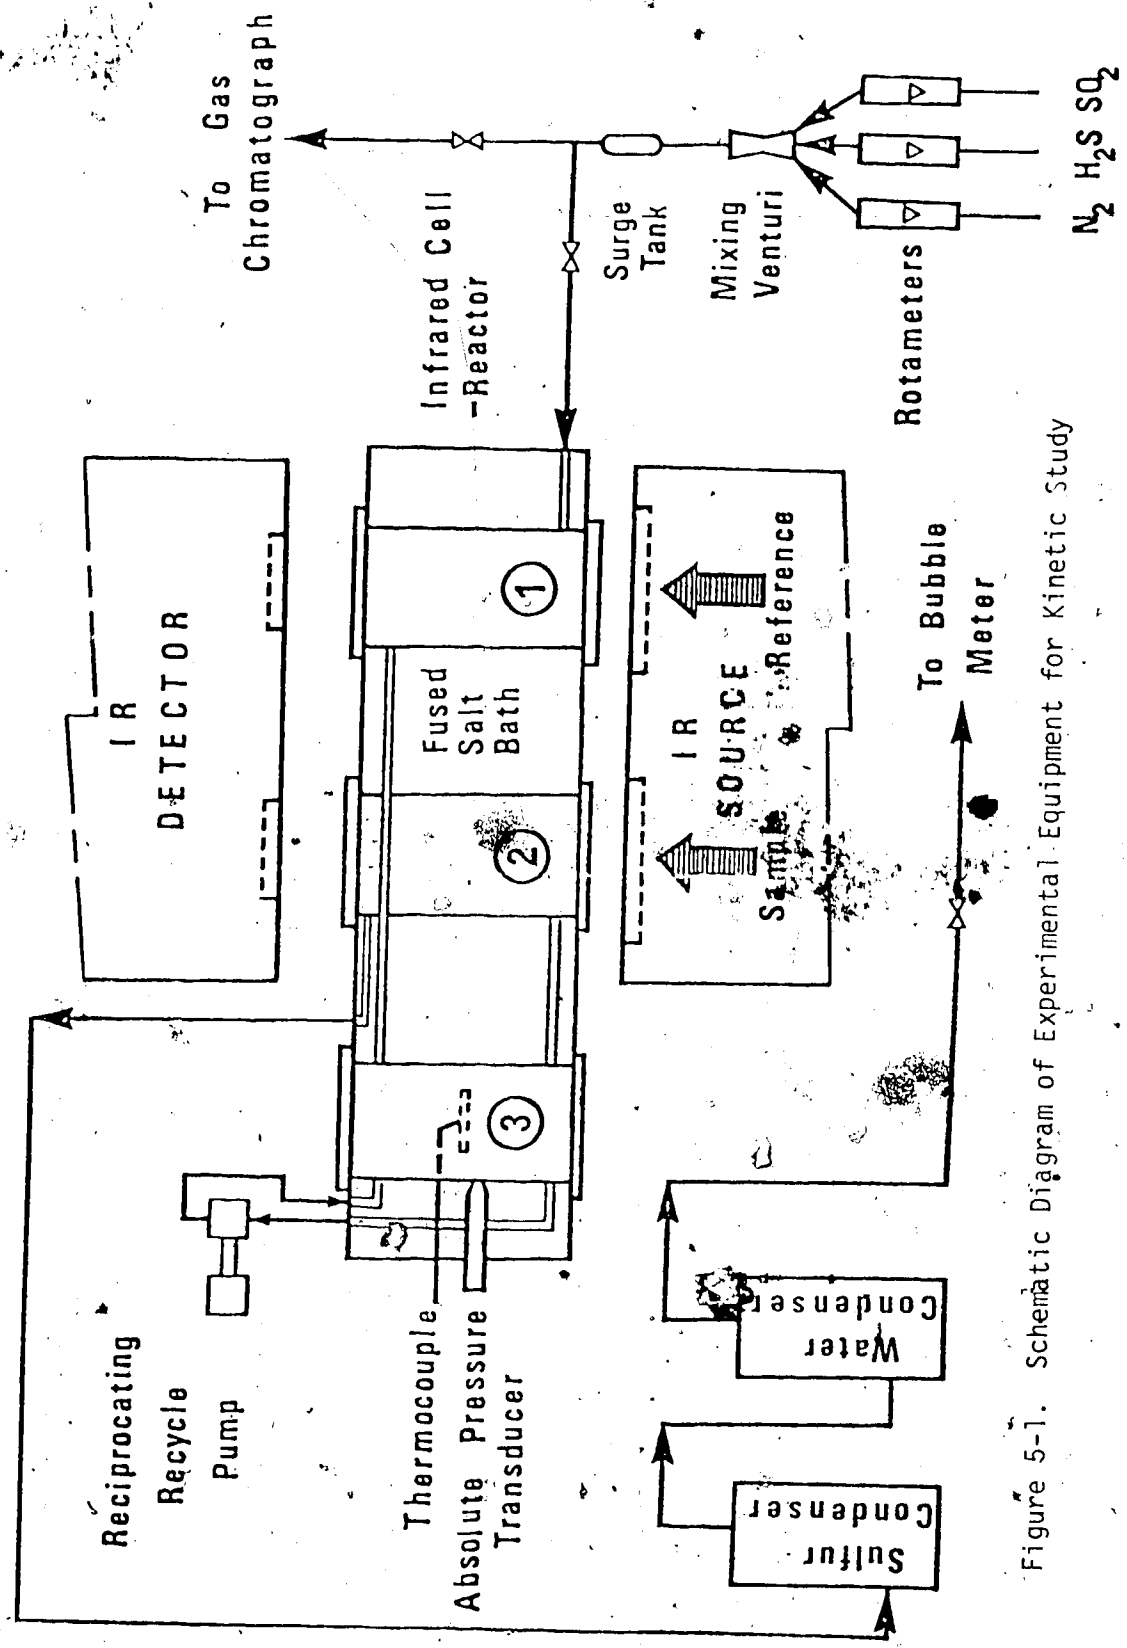 To Gas
Chromatograph
IR
DETECTOR
Infrared Cell
-Reactor
Surge
Tank
Mixing
Venturi
Rotameters
N2 H2S SO2
1
Fused
Salt
Bath
2
3
IR
SOURCE
Reference
Sample
Reciprocating
Recycle
Pump
Thermocouple
Absolute Pressure
Transducer
Sulfur
Condenser
Water
Condenser
To Bubble
Meter
Figure 5-1. Schematic Diagram of Experimental Equipment for Kinetic Study